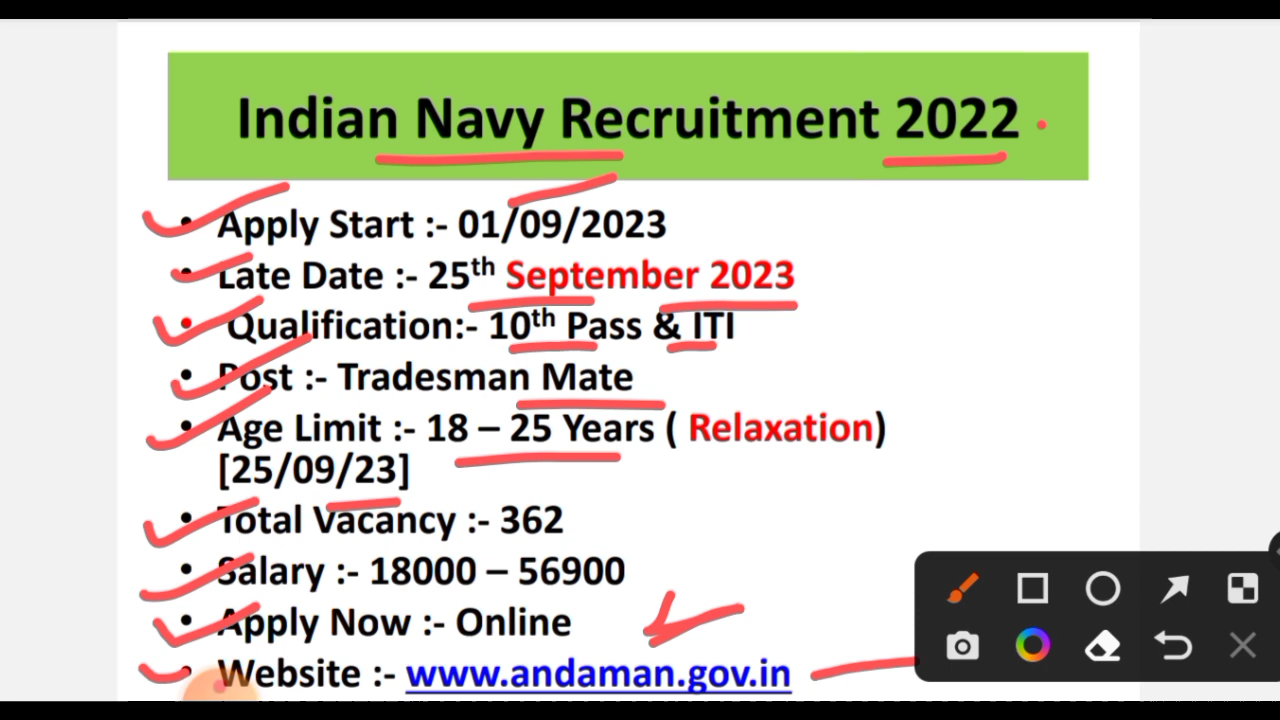 Indian Navy Recruitment 2022
• Apply Start :- 01/09/2023
• Late Date :- 25th September 2023
• Qualification:- 10th Pass & ITI
• Post :- Tradesman Mate
• Age Limit :- 18 – 25 Years ( Relaxation)
[25/09/23]
• Total Vacancy :- 362
• Salary :- 18000 – 56900
• Apply Now :- Online
• Website :- www.andaman.gov.in